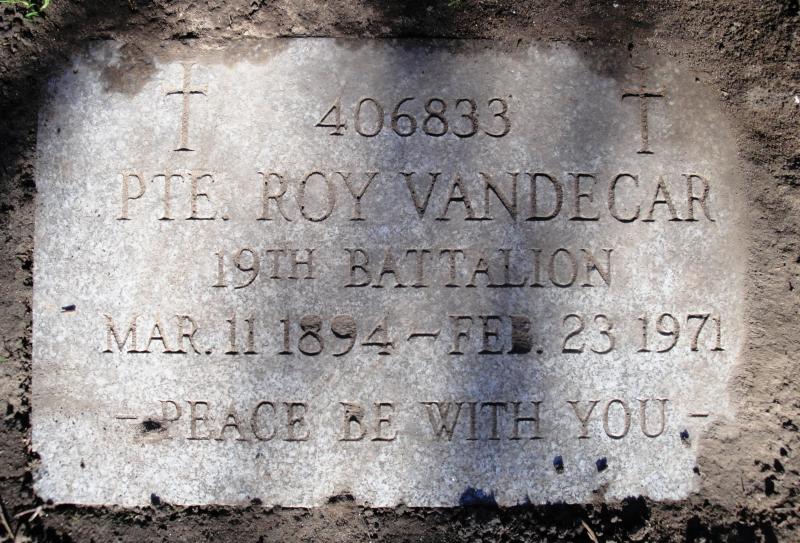 406833
PTE. ROY VANDECAR
19TH BATTALION
MAR. 11 1894 – FEB. 23 1971
- PEACE BE WITH YOU -